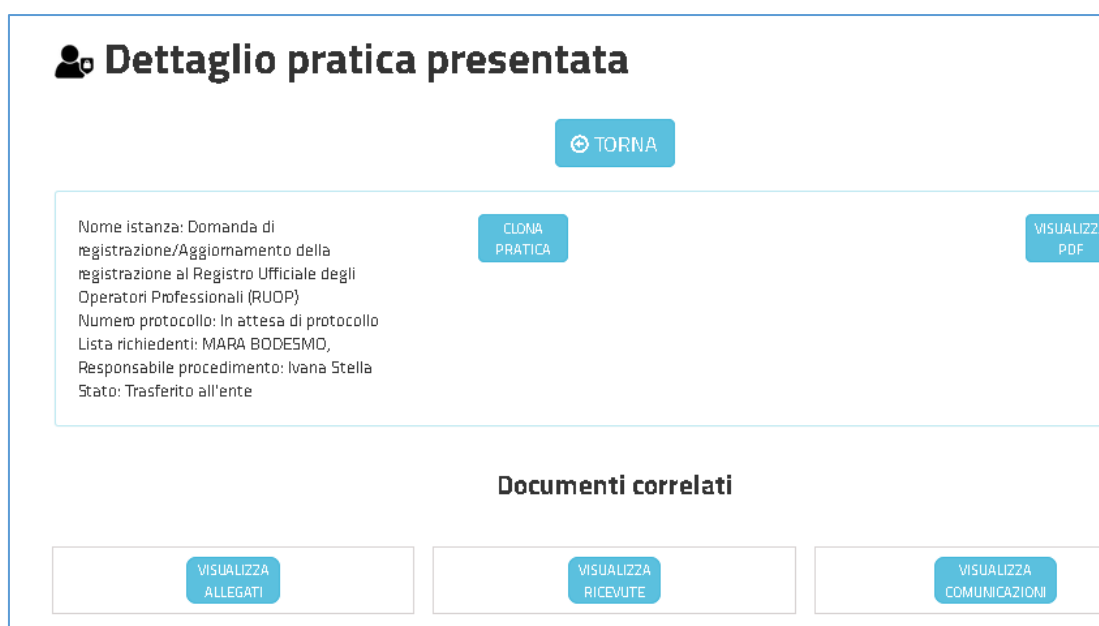 Dettaglio pratica presentata
TORNA
Nome istanza: Domanda di
registrazione/Aggiornamento della
registrazione al Registro Ufficiale degli
Operatori Professionali (RUOP)
Numero protocollo: In attesa di protocollo
Lista richiedenti: MARA BODESMO,
Responsabile procedimento: Ivana Stella
Stato: Trasferito all'ente
CLONA
PRATICA
VISUALIZZ
PDF
Documenti correlati
VISUALIZZA
ALLEGATI
VISUALIZZA
RICEVUTE
VISUALIZZA
COMUNICAZIONI